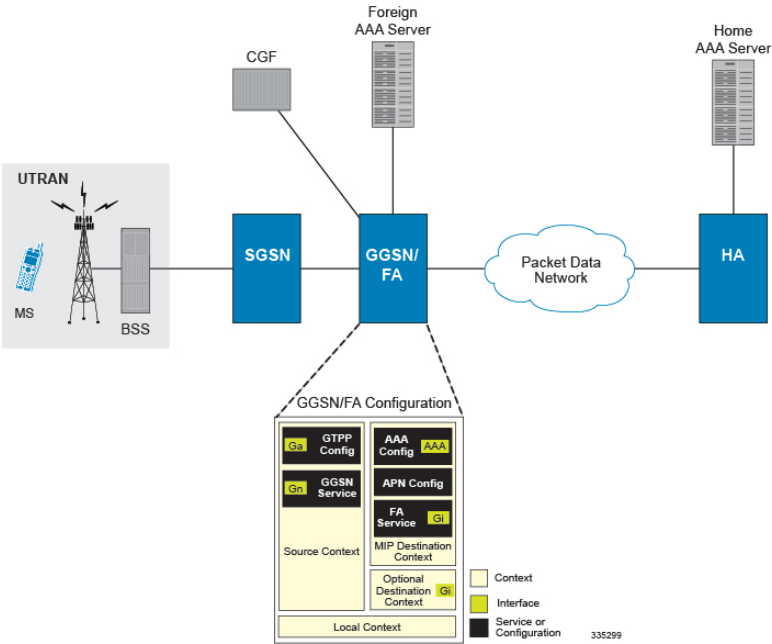 Foreign
AAA Server
Home
AAA Server
CGF
UTRAN
MS
BSS
SGSN
GGSN/
FA
Packet Data
Network
HA
GGSN/FA Configuration
Ga
GTPP
Config
Gn
GGSN
Service
Source Context
AAA
Config
AAA
APN Config
FA
Service
Gi
MIP Destination
Context
Optional
Destination
Context
Gi
Local Context
Context
Interface
Service or
Configuration
335299